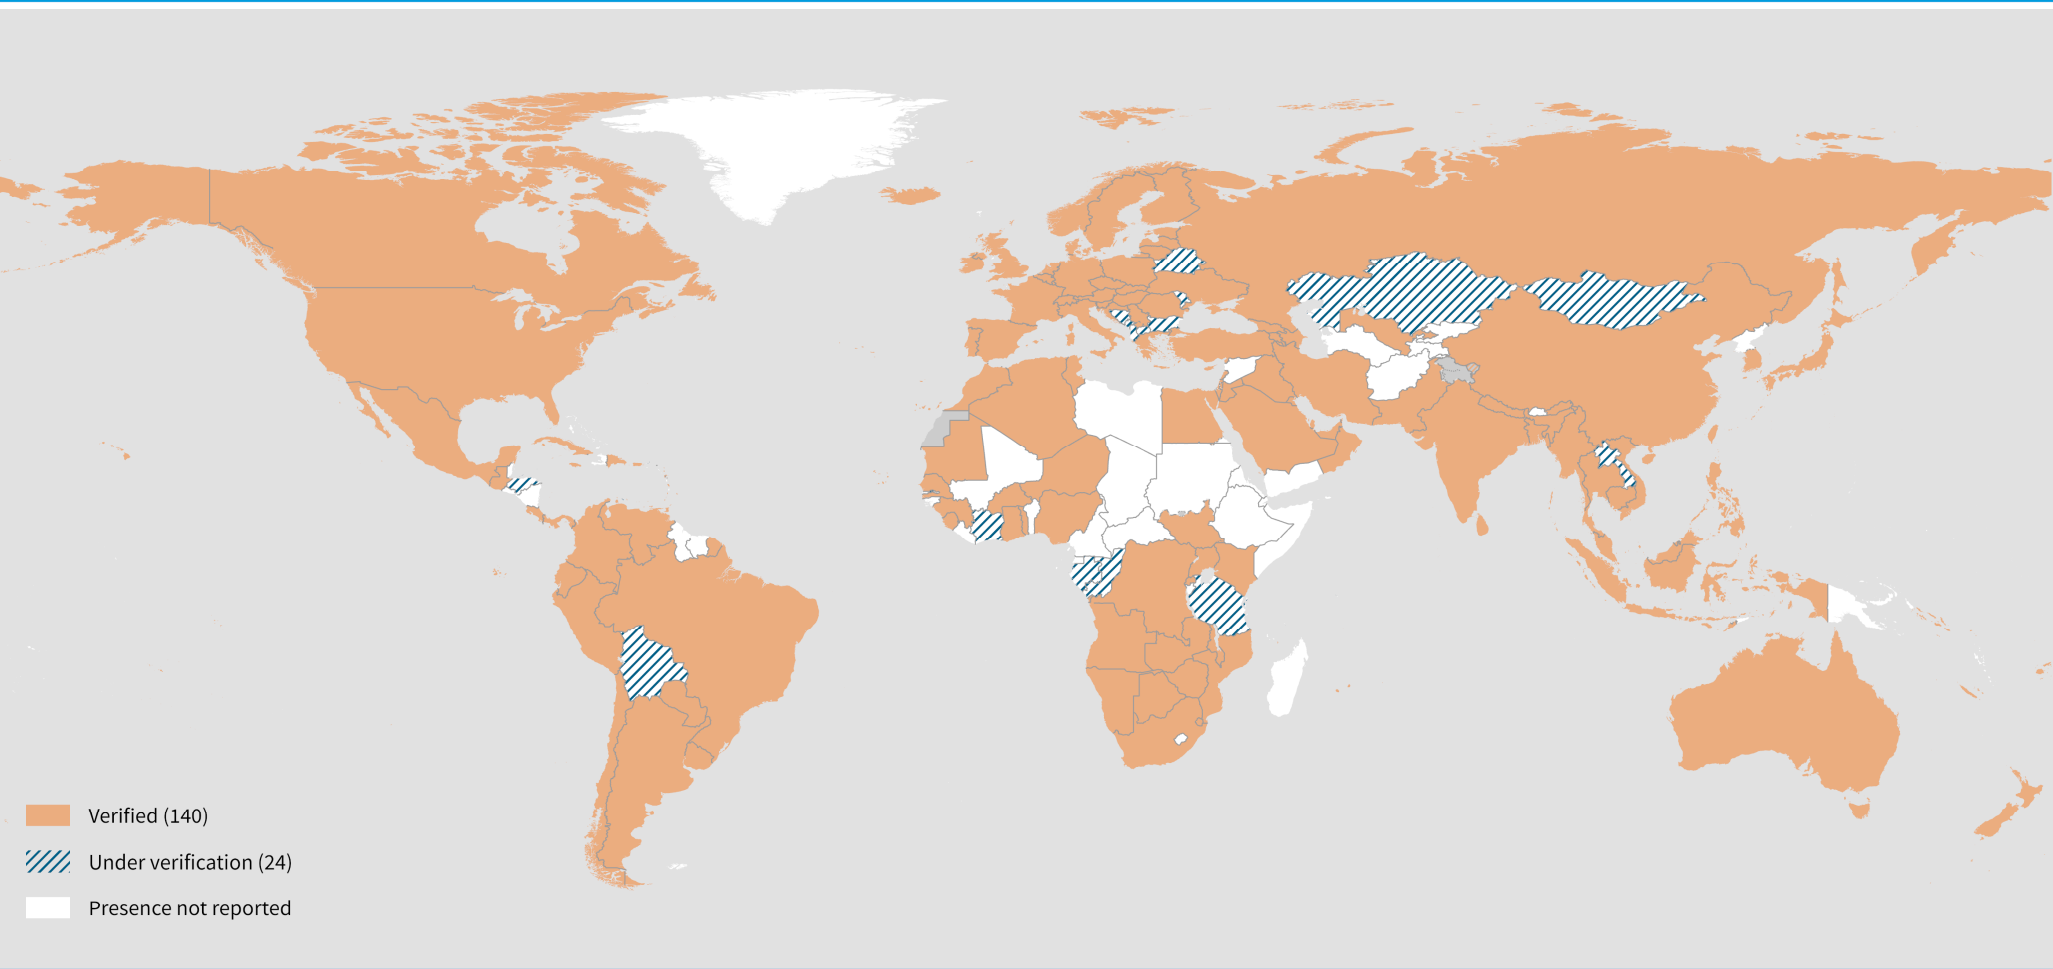 Verified (140)
Under verification (24)
Presence not reported